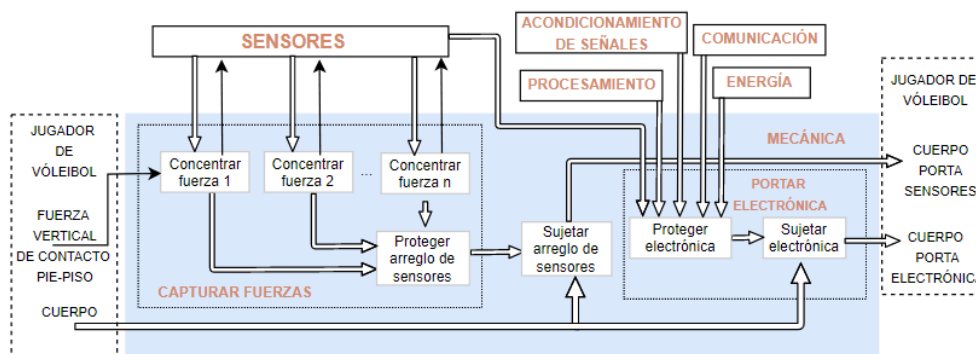 SENSORES
ACONDICIONAMIENTO
DE SEÑALES
COMUNICACIÓN
PROCESAMIENTO
ENERGÍA
JUGADOR
DE
VÓLEIBOL
FUERZA
VERTICAL
DE CONTACTO
PIE-PISO
CUERPO
Concentrar
fuerza 1
Concentrar
fuerza 2
...
Concentrar
fuerza n
Proteger
arreglo de
sensores
CAPTURAR FUERZAS
Sujetar
arreglo de
sensores
MECÁNICA
PORTAR
ELECTRÓNICA
Proteger
electrónica
Sujetar
electrónica
JUGADOR DE
VÓLEIBOL
CUERPO
PORTA
SENSORES
CUERPO
PORTA
ELECTRÓNICA